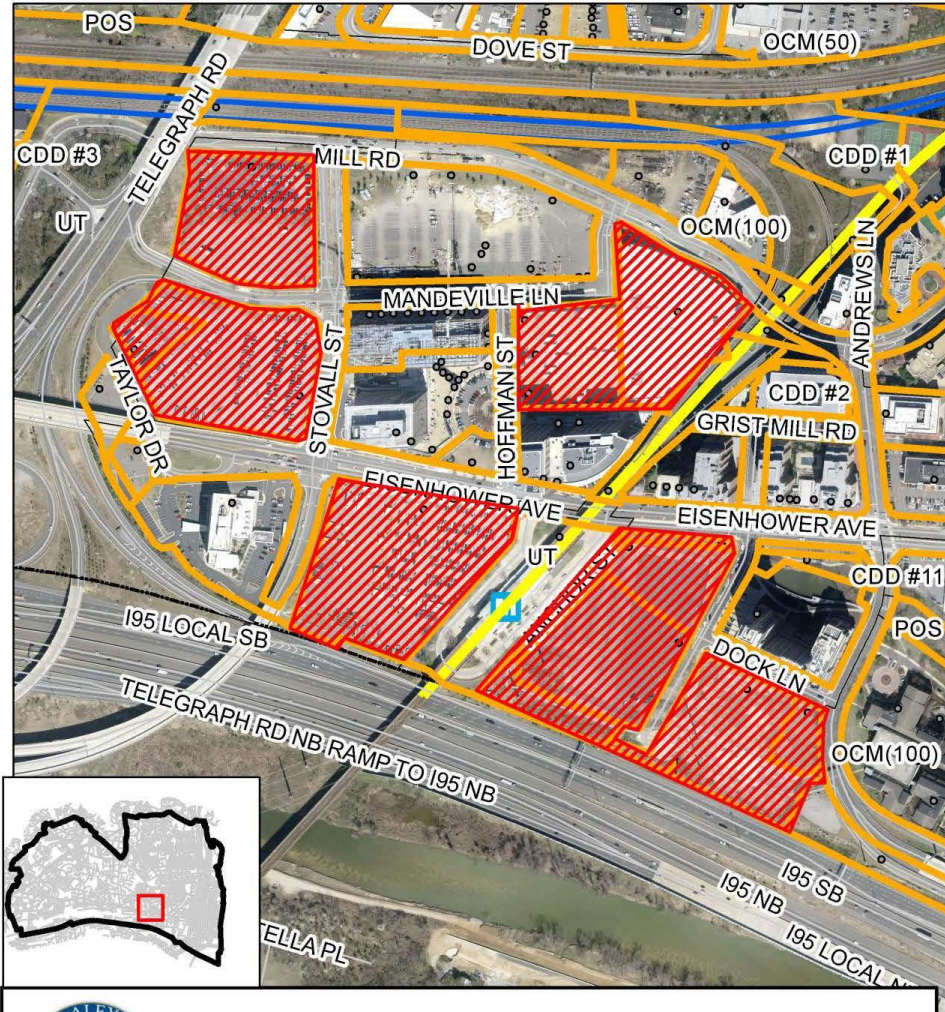 POS
DOVE ST
OCM(50)
TELEGRAPH RD
CDD #3
MILL RD
CDD #1
UT
OCM(100)
ANDREWS LN
MANDEVILLE LN
STOVALL ST
HOFFMAN ST
TAYLOR DR
CDD #2
GRIST MILL RD
EISENHOWER AVE
EISENHOWER AVE
UT
CDD #11
POS
I95 LOCAL SB
DOCK LN
TELEGRAPH RD NB RAMP TO I95 NB
OCM(100)
I95 SB
I95 NB
I95 LOCAL
TELLA PL